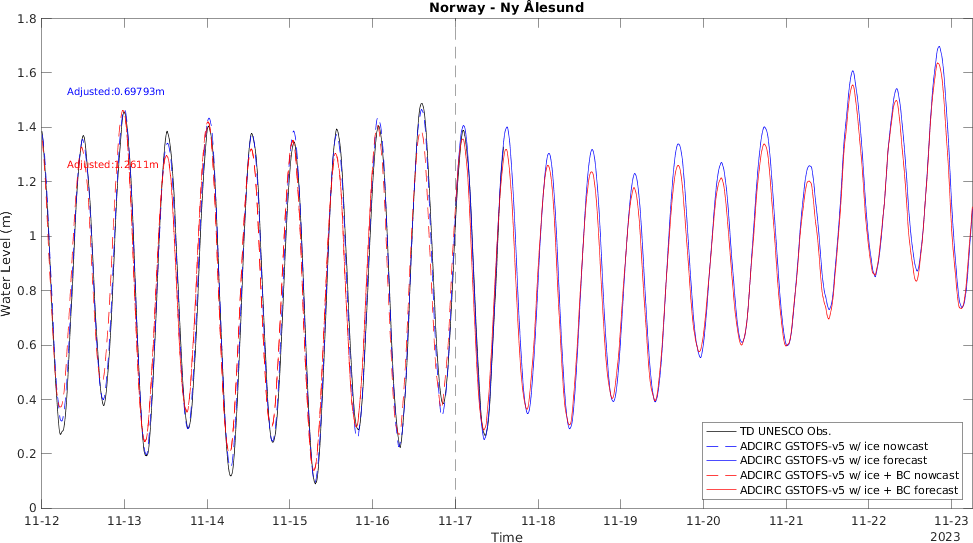 Norway - Ny Ålesund
1.8
1.6
1.4
1.2
1
0.8
0.6
0.4
0.2
0
Water Level (m)
Adjusted:0.69793m
Adjusted:1.2611m
TD UNESCO Obs.
ADCIRC GSTOFS-v5 w/ ice nowcast
ADCIRC GSTOFS-v5 w/ ice forecast
ADCIRC GSTOFS-v5 w/ ice + BC nowcast
ADCIRC GSTOFS-v5 w/ ice + BC forecast
11-12 11-13 11-14 11-15 11-16 11-17 11-18 11-19 11-20 11-21 11-22 11-23
2023
Time